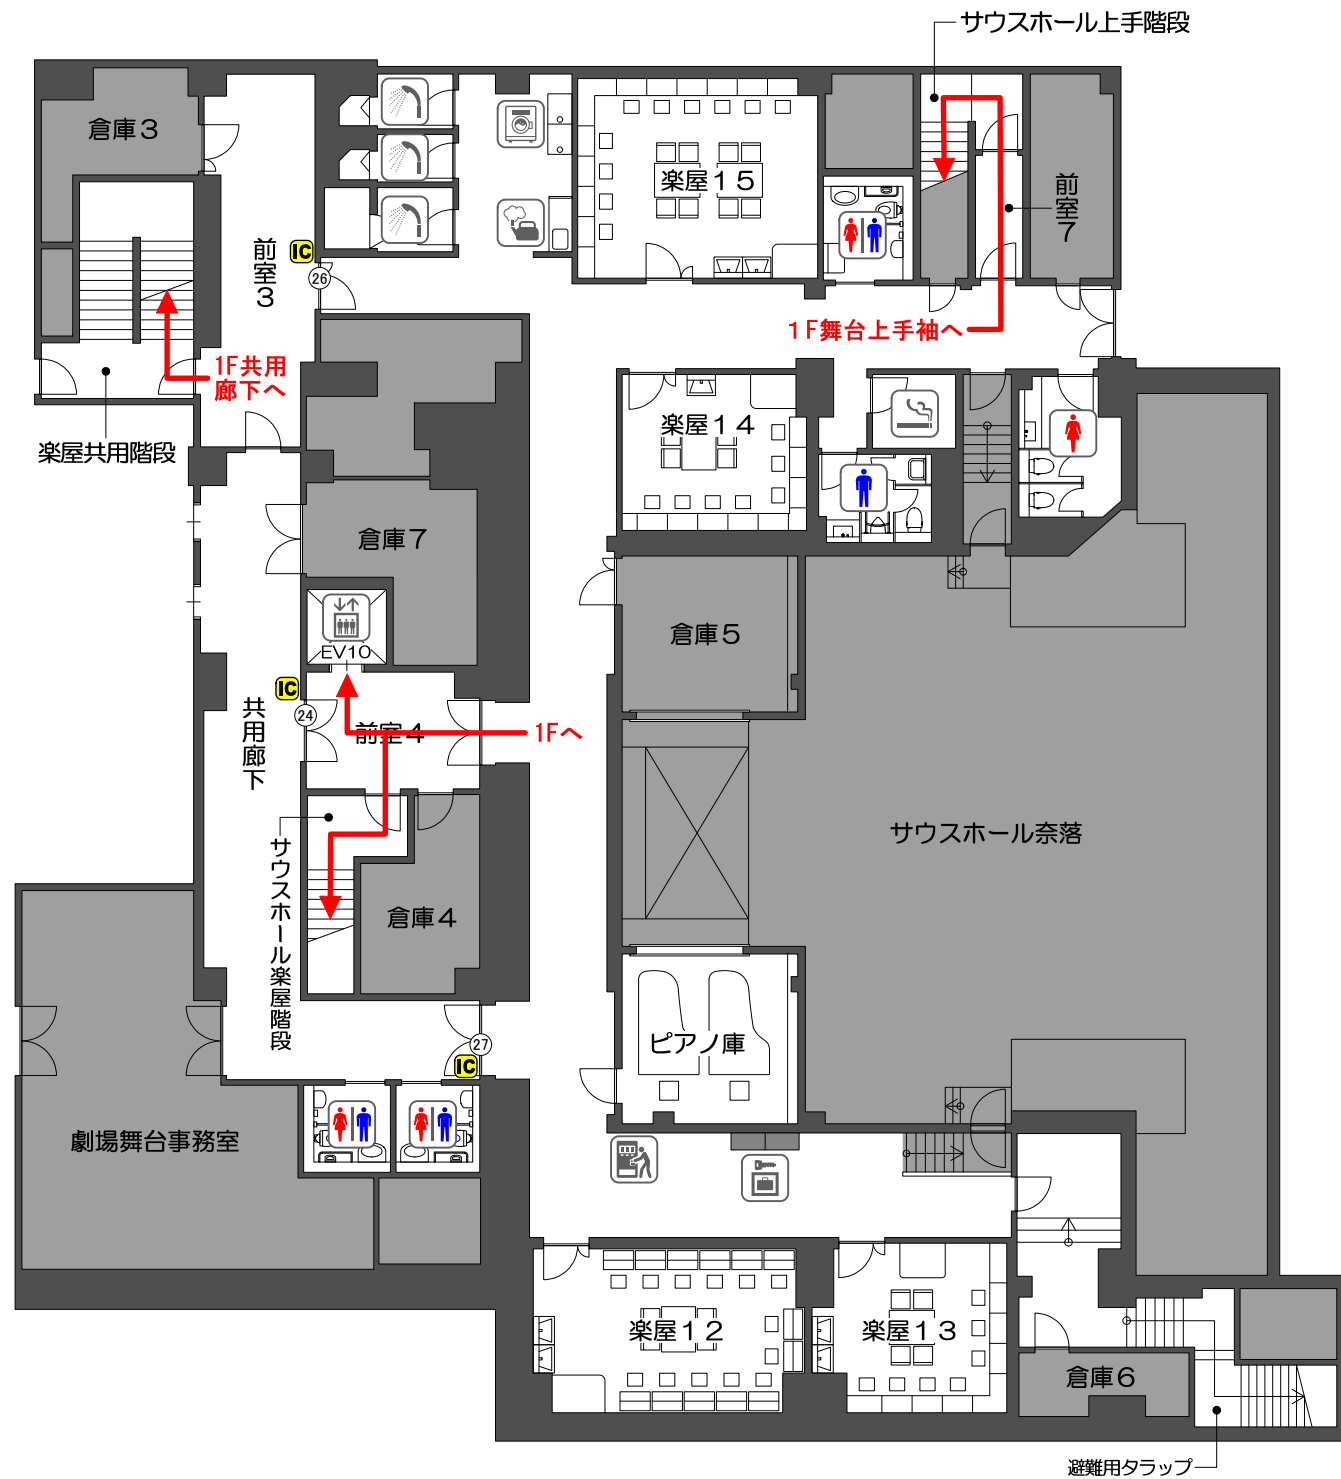 サウスホール上手階段
倉庫3
楽屋15
前室7
前室3
IC
26
1F舞台上手袖へ
1F共用
廊下へ
楽屋14
楽屋共用階段
倉庫7
倉庫5
EV10
IC
24
共用廊下
前室4
1Fへ
サウスホール奈落
サウスホール楽屋階段
倉庫4
ピアノ庫
27
IC
劇場舞台事務室
楽屋12
楽屋13
倉庫6
避難用タラップ